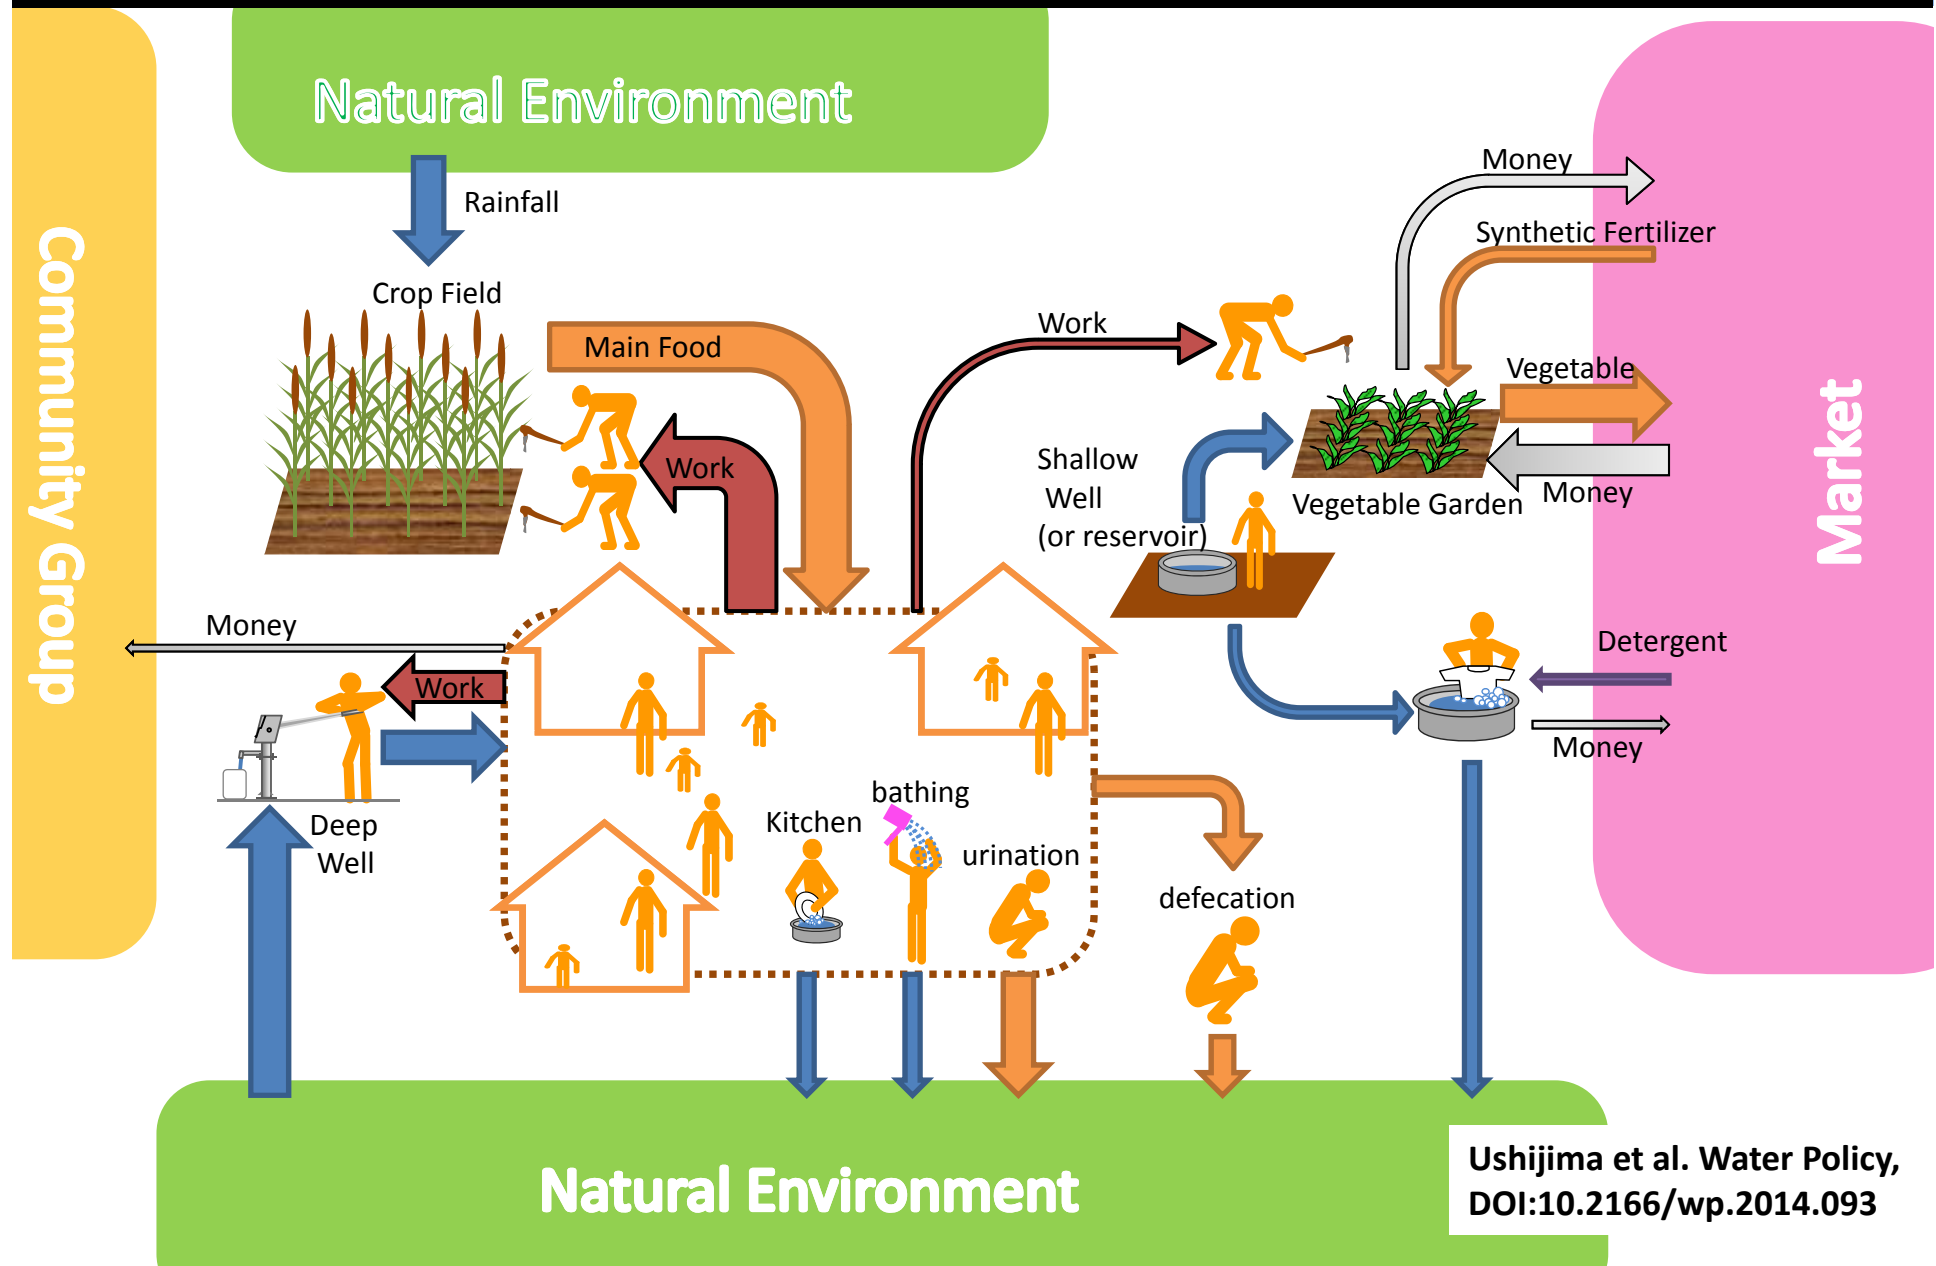 Natural Environment
Rainfall
Crop Field
Main Food
Work
Community Group
Money
Work
Deep
Well
Work
Shallow
Well
(or reservoir)
Money
Synthetic Fertilizer
Vegetable
Money
Vegetable Garden
Market
Detergent
Money
Kitchen
bathing
urination
defecation
Natural Environment
Ushijima et al. Water Policy,
DOI:10.2166/wp.2014.093